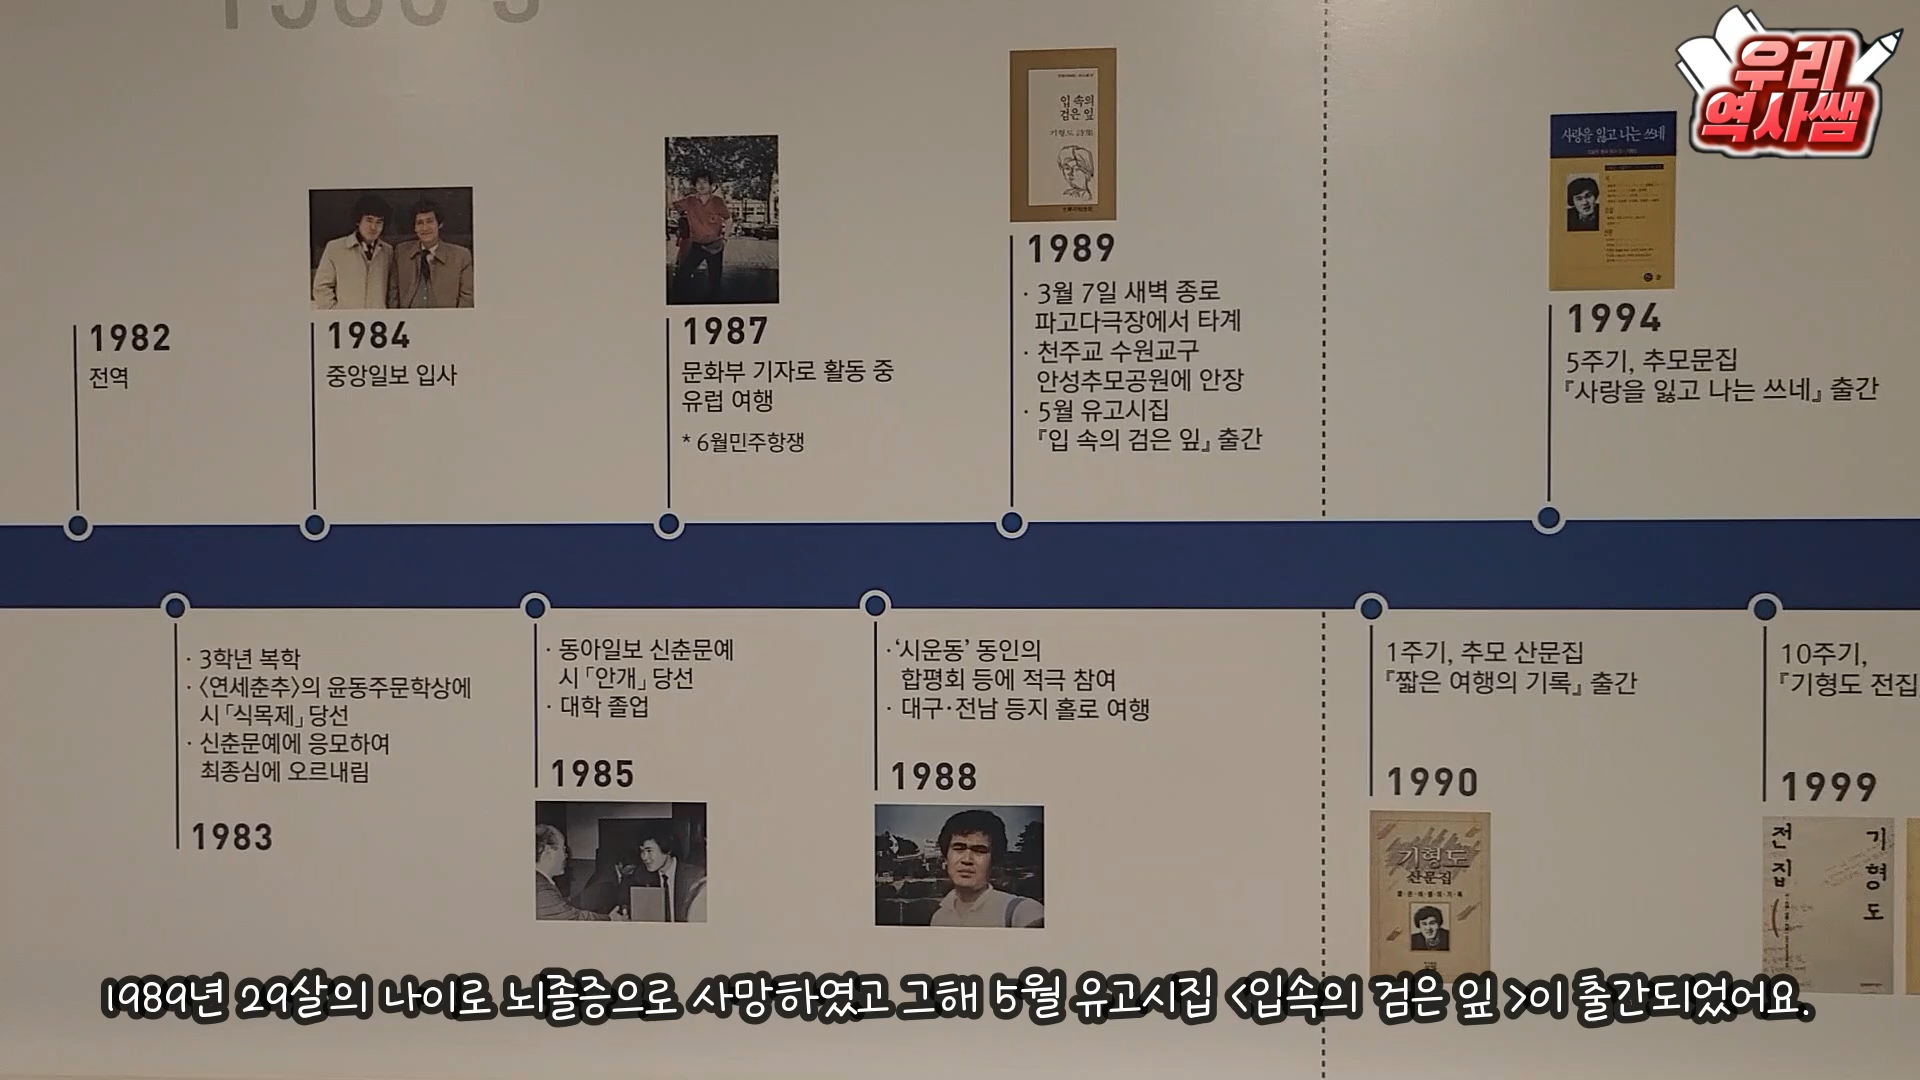 우리
역사쌤
입 속의
검은 잎
기형도 詩集
사랑을 잃고 나는 쓰네
1982
전역
1984
중앙일보 입사
1987
문화부 기자로 활동 중
유럽 여행
* 6월민주항쟁
1989
· 3월 7일 새벽 종로
파고다극장에서 타계
· 천주교 수원교구
안성추모공원에 안장
· 5월 유고시집
『입 속의 검은 잎』 출간
1994
5주기, 추모문집
『사랑을 잃고 나는 쓰네』 출간
· 3학년 복학
· 〈연세춘추〉의 윤동주문학상에
시「식목제」당선
· 신춘문예에 응모하여
최종심에 오르내림
1983
· 동아일보 신춘문예
시「안개」당선
· 대학 졸업
1985
· ‘시운동’ 동인의
합평회 등에 적극 참여
· 대구·전남 등지 홀로 여행
1988
1주기, 추모 산문집
『짧은 여행의 기록』 출간
1990
기형도
산문집
10주기,
『기형도 전집
1999
기형도
전집
1989년 29살의 나이로 뇌졸증으로 사망하였고 그해 5월 유고시집 <입속의 검은 잎 >이 출간되었어요.